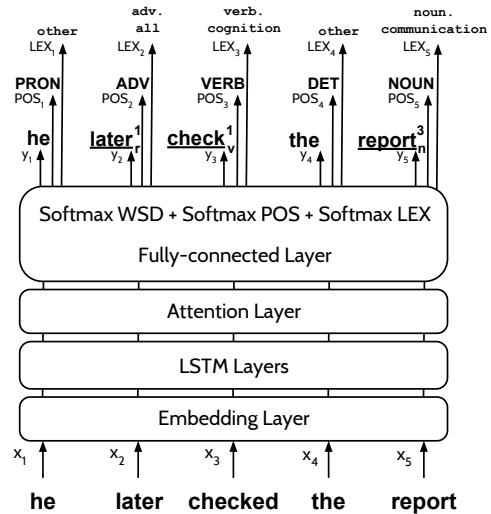 adv. verb. noun.
other all cognition other communication
LEX1 LEX2 LEX3 LEX4 LEX5
PRON ADV VERB DET NOUN
POS1 POS2 POS3 POS4 POS5
he later1r check1v the report3n
y1 y2 y3 y4 y5
Softmax WSD + Softmax POS + Softmax LEX
Fully-connected Layer
Attention Layer
LSTM Layers
Embedding Layer
x1 x2 x3 x4 x5
he later checked the report